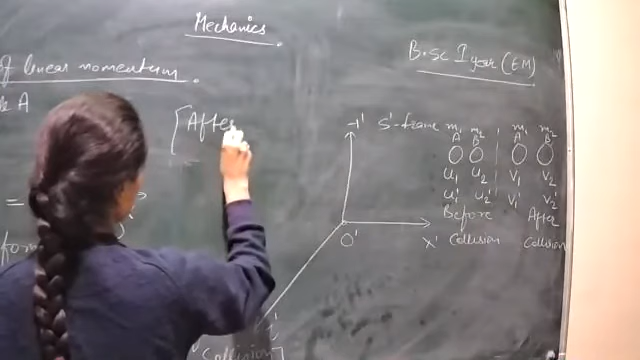 Mechanics
B.Sc I year (EM)
of linear momentum
& A
[After
Y' S'-frame
m₁ m₂ m₁ m₂
A B A B
u₁ u₂ v₁ v₂
u₁' u₂' v₁' v₂'
Before After
Collision Collision
=
O' X'
Z'
Collision]